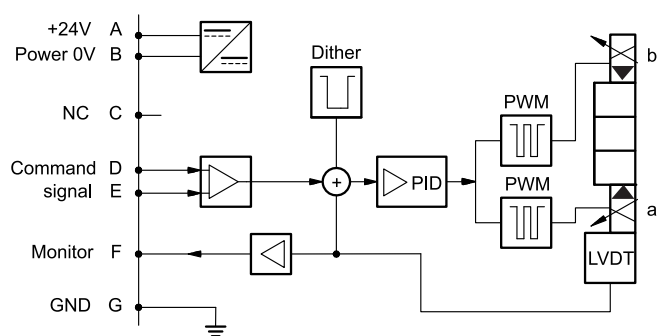 +24V A
Power 0V B
Dither
b
PWM
NC C
Command D
signal E
+
PID
PWM
a
Monitor F
LVDT
GND G